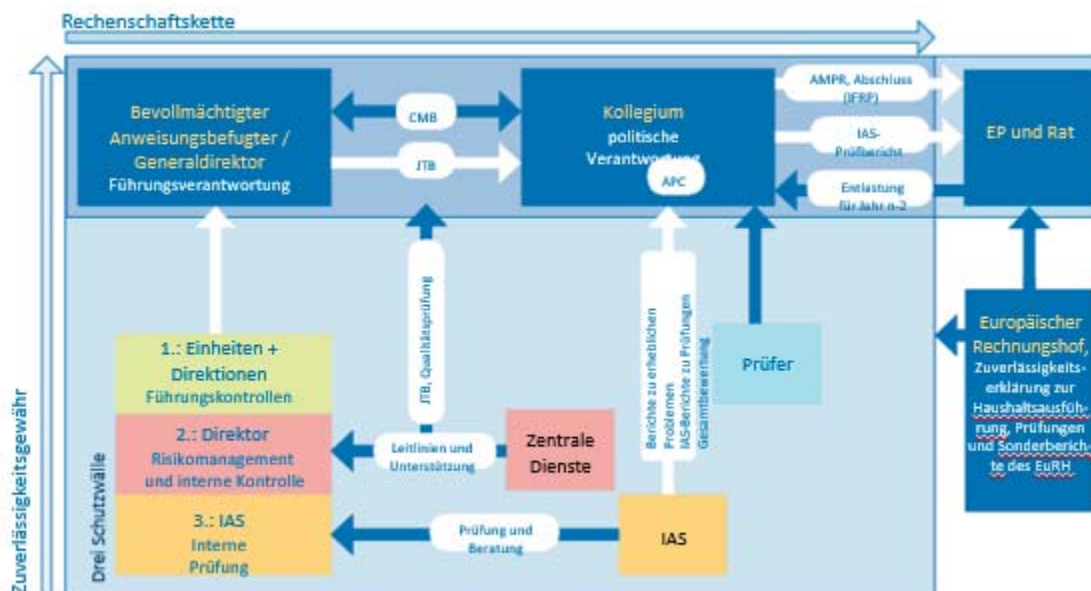 Rechenschaftskette
Bevollmächtigter
Anweisungsbefugter /
Generaldirektor
Führungsverantwortung
CMB
JTB
Kollegium
politische
Verantwortung
APC
AMPR, Abschluss
(IFRP)
IAS-
Prüfbericht
Entlastung
für Jahr n-2
EP und Rat
Zuverlässigkeitsgewähr
Drei Schutzwälle
1.: Einheiten +
Direktionen
Führungskontrollen
2.: Direktor
Risikomanagement
und interne Kontrolle
3.: IAS
Interne
Prüfung
JTB, Qualitätsprüfung
Leitlinien und
Unterstützung
Zentrale
Dienste
Prüfung und
Beratung
IAS
Berichte zu erheblichen
Problemen
IAS-Berichte zu Prüfungen
Gesamtbewertung
Prüfer
Europäischer
Rechnungshof,
Zuverlässigkeits-
erklärung zur
Haushaltsausfüh-
rung, Prüfungen
und Sonderberich-
te des EuRH